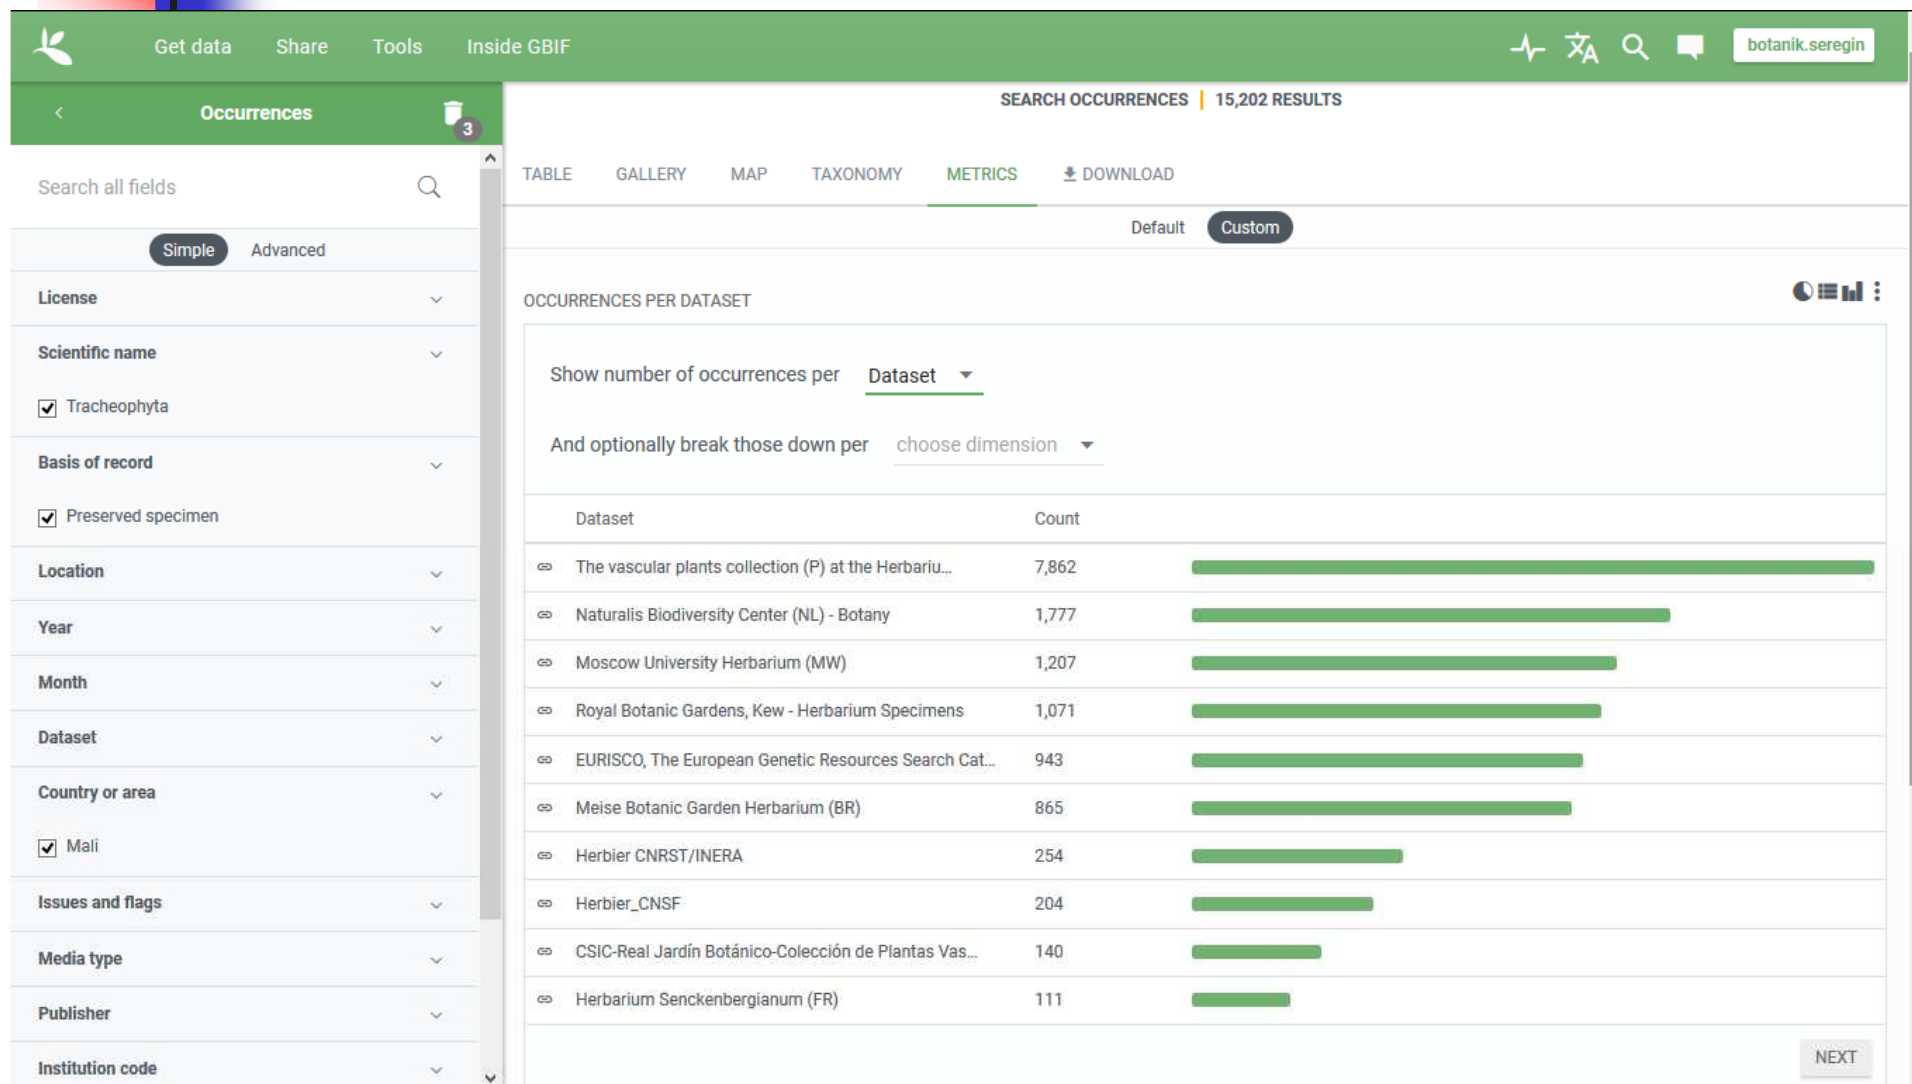 Get data Share Tools Inside GBIF botanik.seregin
Occurrences 3
Search all fields
Simple Advanced
License
Scientific name
Tracheophyta
Basis of record
Preserved specimen
Location
Year
Month
Dataset
Country or area
Mali
Issues and flags
Media type
Publisher
Institution code
SEARCH OCCURRENCES | 15,202 RESULTS
TABLE GALLERY MAP TAXONOMY METRICS DOWNLOAD
Default Custom
OCCURRENCES PER DATASET
Show number of occurrences per Dataset
And optionally break those down per choose dimension
Dataset Count
The vascular plants collection (P) at the Herbariu... 7,862
Naturalis Biodiversity Center (NL) - Botany 1,777
Moscow University Herbarium (MW) 1,207
Royal Botanic Gardens, Kew - Herbarium Specimens 1,071
EURISCO, The European Genetic Resources Search Cat... 943
Meise Botanic Garden Herbarium (BR) 865
Herbier CNRST/INERA 254
Herbier_CNSF 204
CSIC-Real Jardín Botánico-Colección de Plantas Vas... 140
Herbarium Senckenbergianum (FR) 111
NEXT